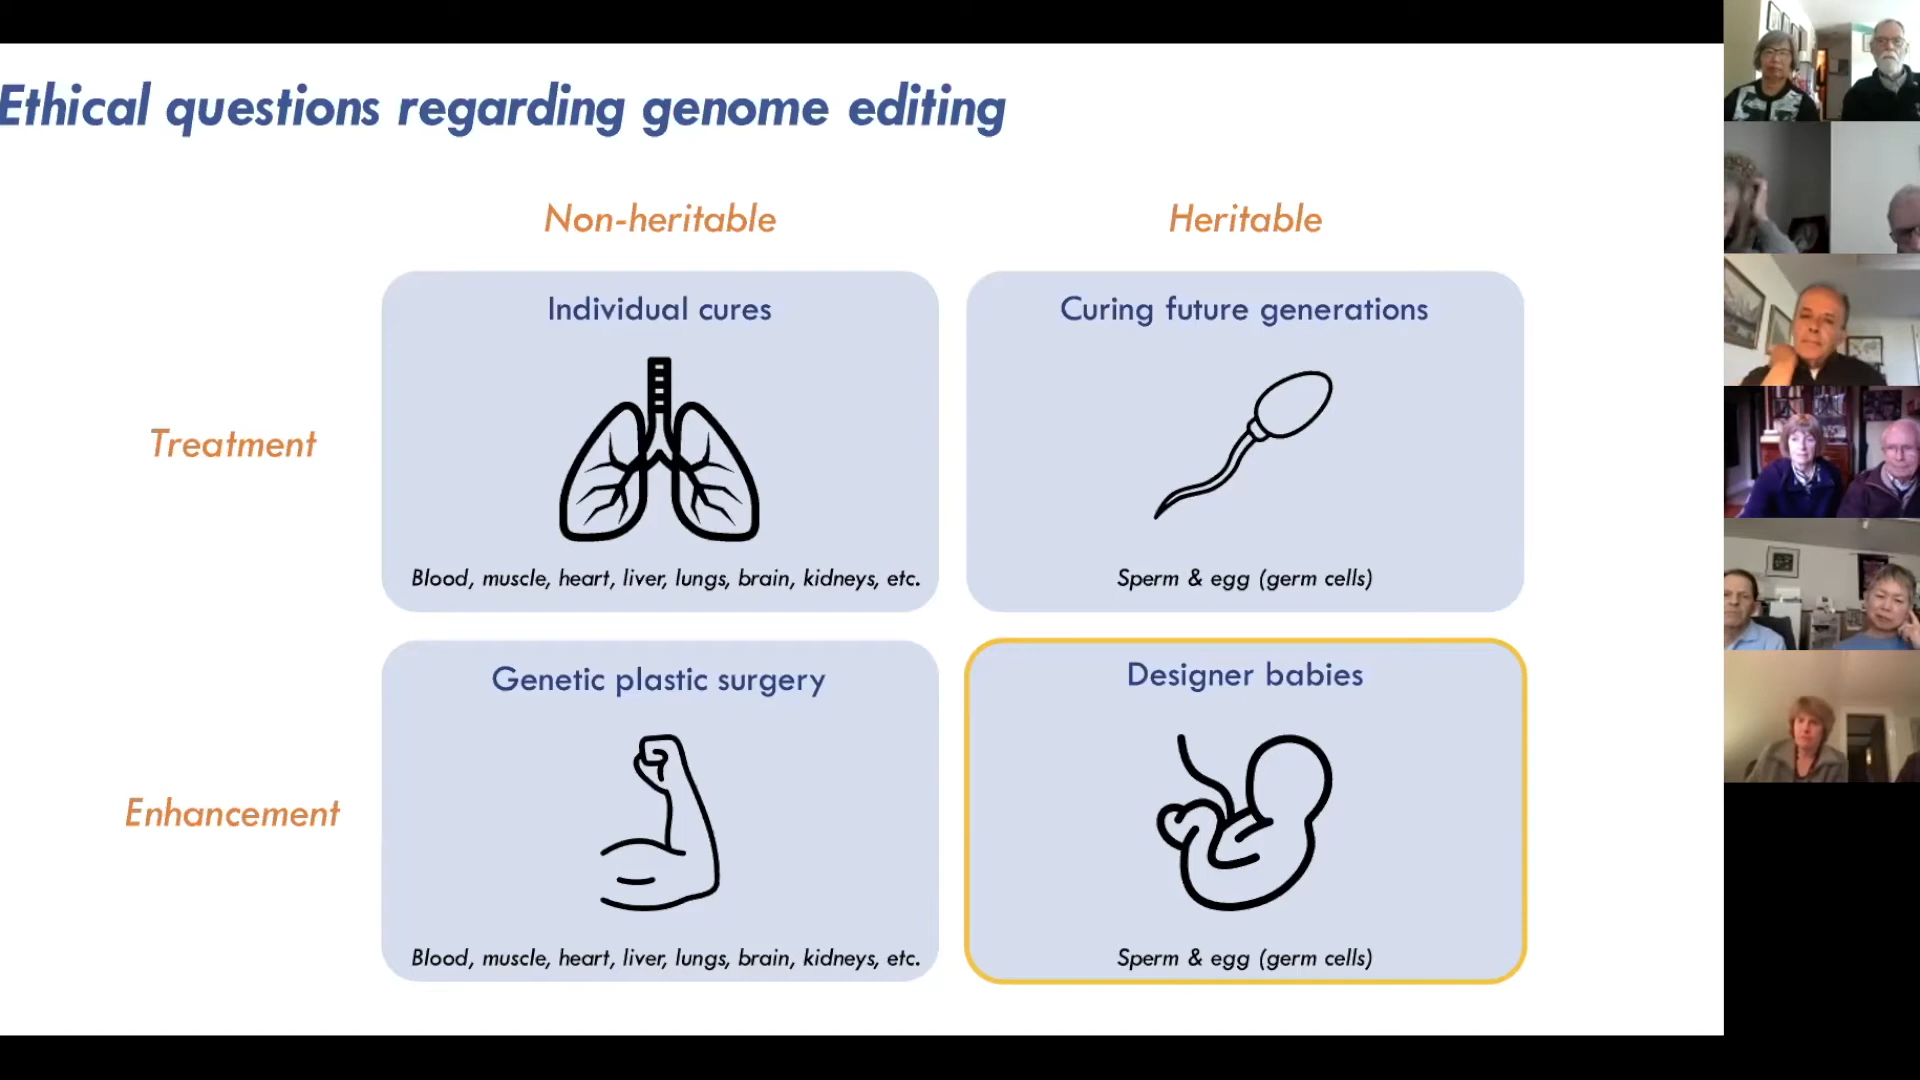 Ethical questions regarding genome editing
Non-heritable
Heritable
Treatment
Individual cures
Blood, muscle, heart, liver, lungs, brain, kidneys, etc.
Curing future generations
Sperm & egg (germ cells)
Enhancement
Genetic plastic surgery
Blood, muscle, heart, liver, lungs, brain, kidneys, etc.
Designer babies
Sperm & egg (germ cells)